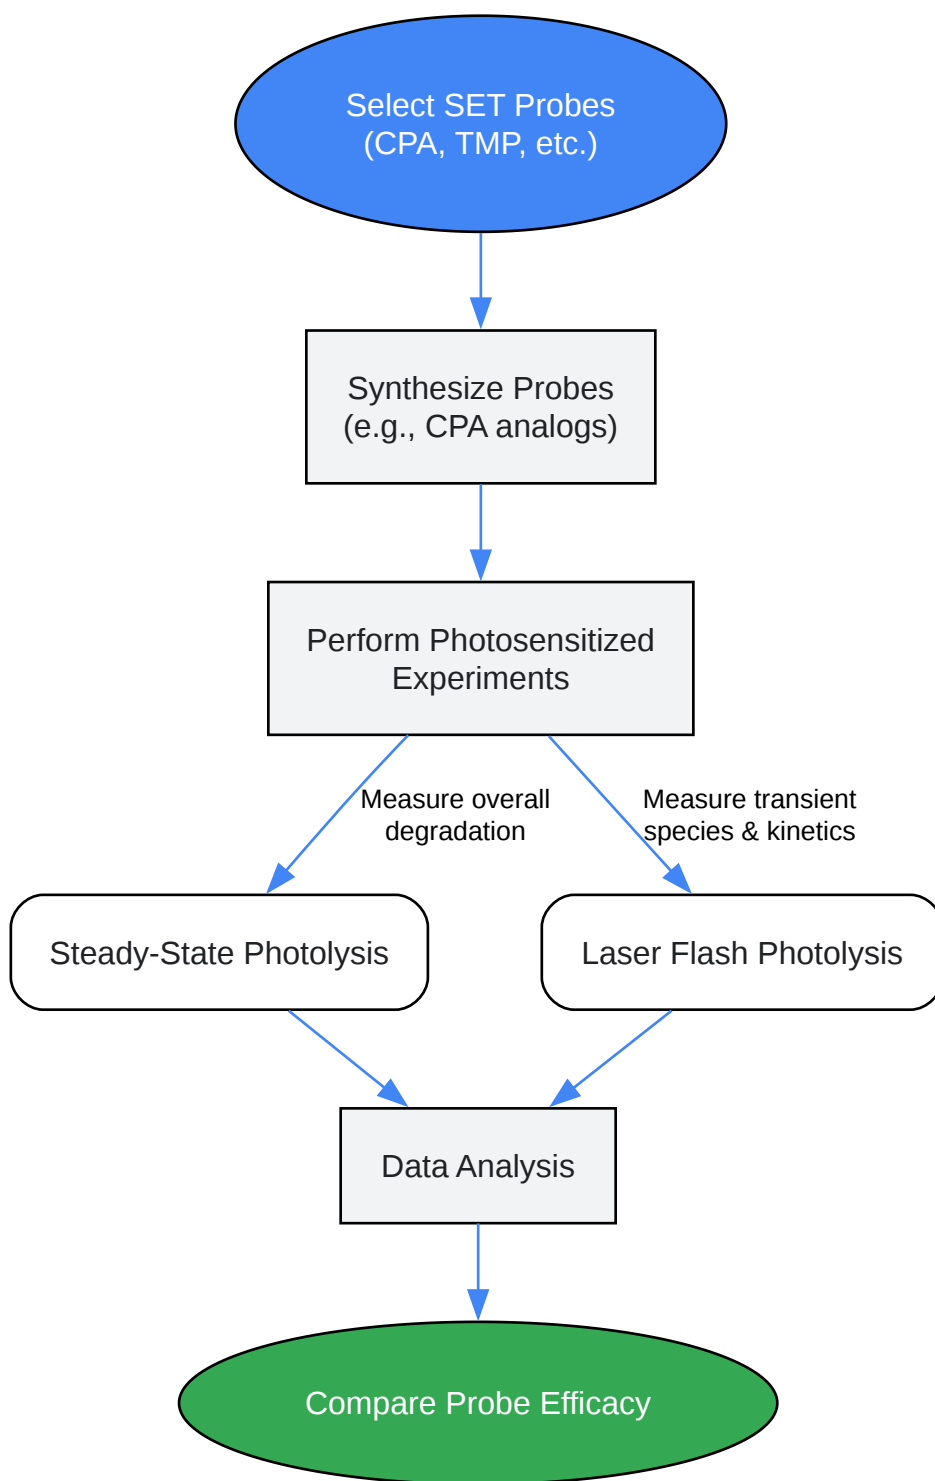 Select SET Probes
(CPA, TMP, etc.)
Synthesize Probes
(e.g., CPA analogs)
Perform Photosensitized
Experiments
Measure overall
degradation
Measure transient
species & kinetics
Steady-State Photolysis
Laser Flash Photolysis
Data Analysis
Compare Probe Efficacy